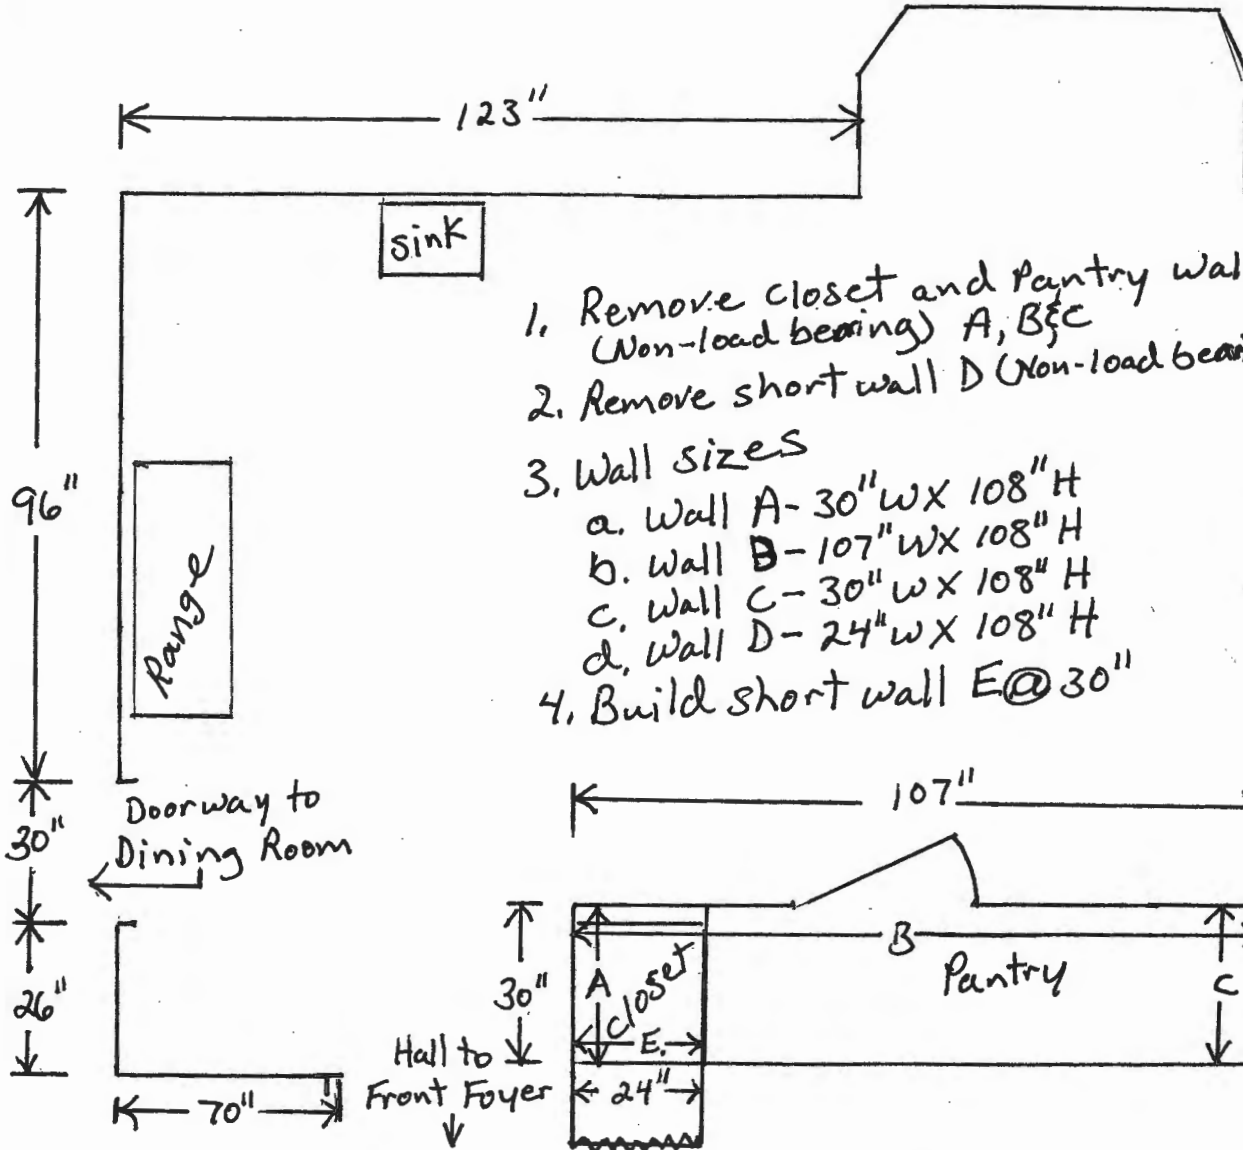 123"
sink
1. Remove closet and Pantry wal
(Non-load bearing) A, B&C
2. Remove short wall D (Non-load beari
3. Wall sizes
a. Wall A- 30"W X 108"H
b. Wall B- 107"W X 108"H
c. Wall C- 30"W X 108"H
d. Wall D- 24"W X 108"H
4. Build short wall E@ 30"
96"
Range
30"
Doorway to
Dining Room
107"
26"
30"
A
closet
E.
B
Pantry
C
Hall to
Front Foyer
24"
70"